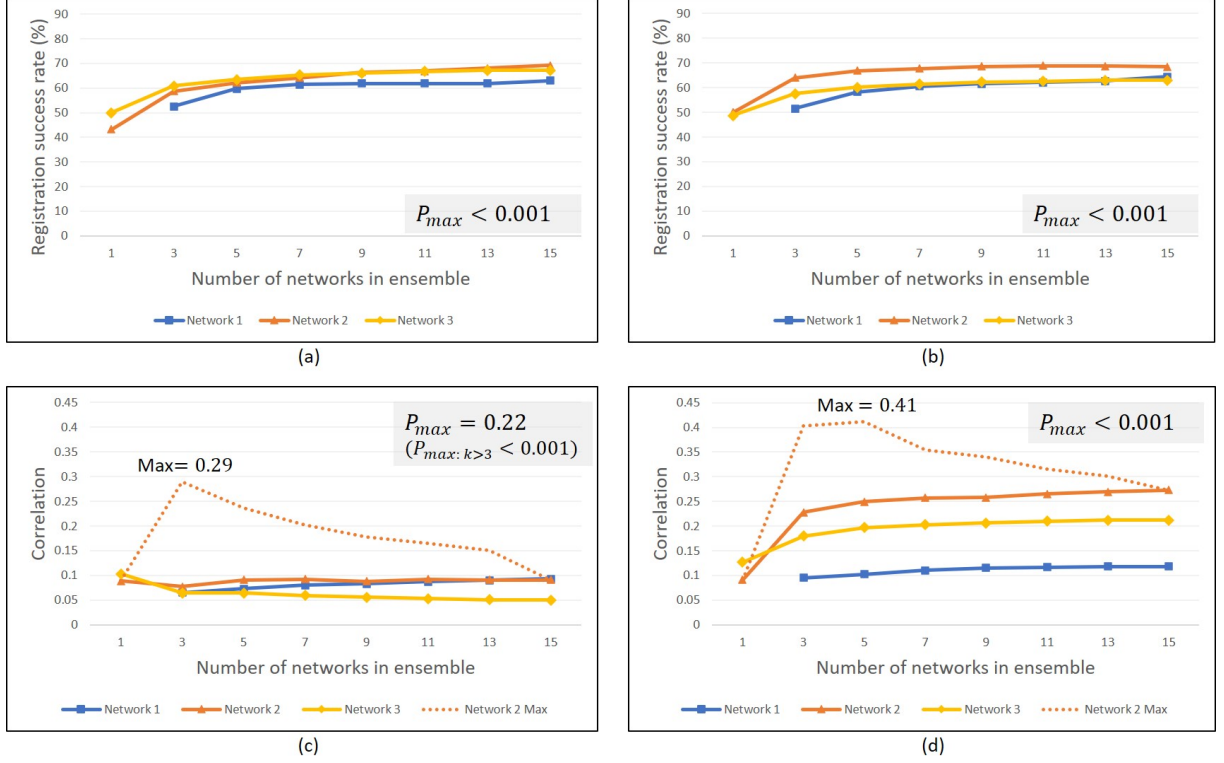 Registration success rate (%)
90
80
70
60
50
40
30
20
10
0
P_max < 0.001
1 3 5 7 9 11 13 15
Number of networks in ensemble
Network 1 Network 2 Network 3
(a)
Registration success rate (%)
90
80
70
60
50
40
30
20
10
0
P_max < 0.001
1 3 5 7 9 11 13 15
Number of networks in ensemble
Network 1 Network 2 Network 3
(b)
Correlation
0.45
0.4
0.35
0.3
0.25
0.2
0.15
0.1
0.05
0
P_max = 0.22
(P_max: k>3 < 0.001)
Max= 0.29
1 3 5 7 9 11 13 15
Number of networks in ensemble
Network 1 Network 2 Network 3 Network 2 Max
(c)
Correlation
0.45
0.4
0.35
0.3
0.25
0.2
0.15
0.1
0.05
0
Max = 0.41
P_max < 0.001
1 3 5 7 9 11 13 15
Number of networks in ensemble
Network 1 Network 2 Network 3 Network 2 Max
(d)